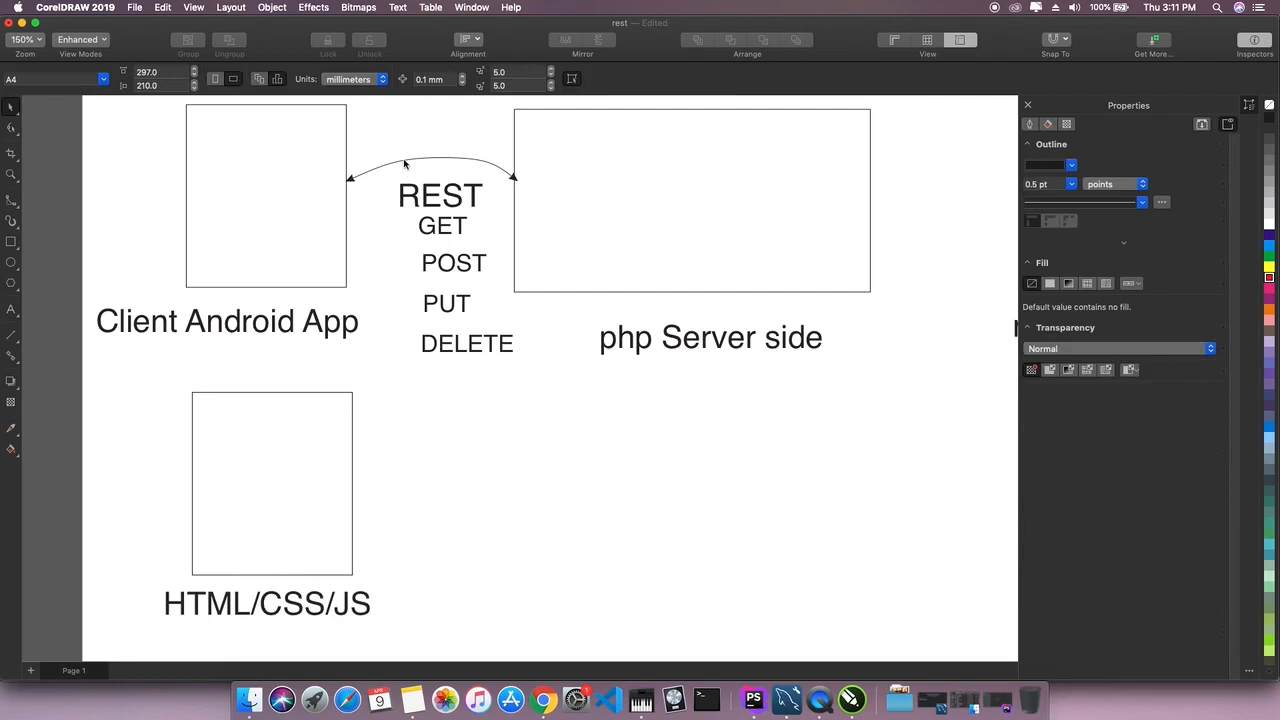 CorelDRAW 2019 File Edit View Layout Object Effects Bitmaps Text Table Window Help 100% Thu 3:11 PM
rest — Edited
150% Enhanced
Zoom View Modes Group Ungroup Lock Unlock Alignment Mirror Arrange View Snap To Get More... Inspectors
A4 297.0 210.0 Units: millimeters 0.1 mm 5.0 5.0
Properties
Outline
0.5 pt points
Fill
Default value contains no fill.
Transparency
Normal
REST
GET
POST
PUT
DELETE
Client Android App
php Server side
HTML/CSS/JS
Page 1
APR
9
1
PS